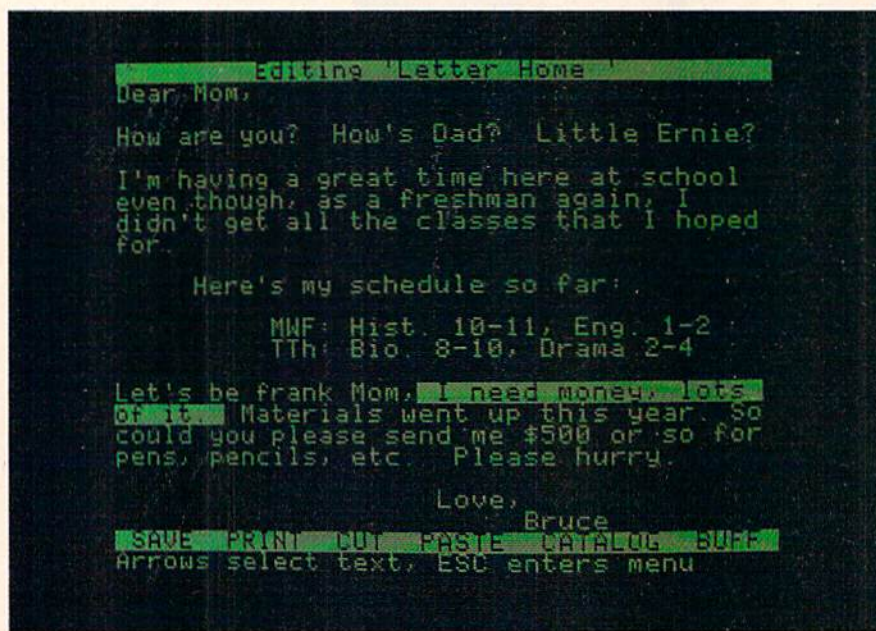 Editing 'Letter Home '
Dear Mom,
How are you?  How's Dad?  Little Ernie?
I'm having a great time here at school
even though, as a freshman again, I
didn't get all the classes that I hoped
for.
Here's my schedule so far:
MWF: Hist. 10-11, Eng. 1-2
TTh: Bio. 8-10, Drama 2-4
Let's be frank Mom, I need money, lots
of it. Materials went up this year. So
could you please send me $500 or so for
pens, pencils, etc.  Please hurry.
Love,
Bruce
SAVE  PRINT  CUT  PASTE  CATALOG  BUFF
Arrows select text, ESC enters menu